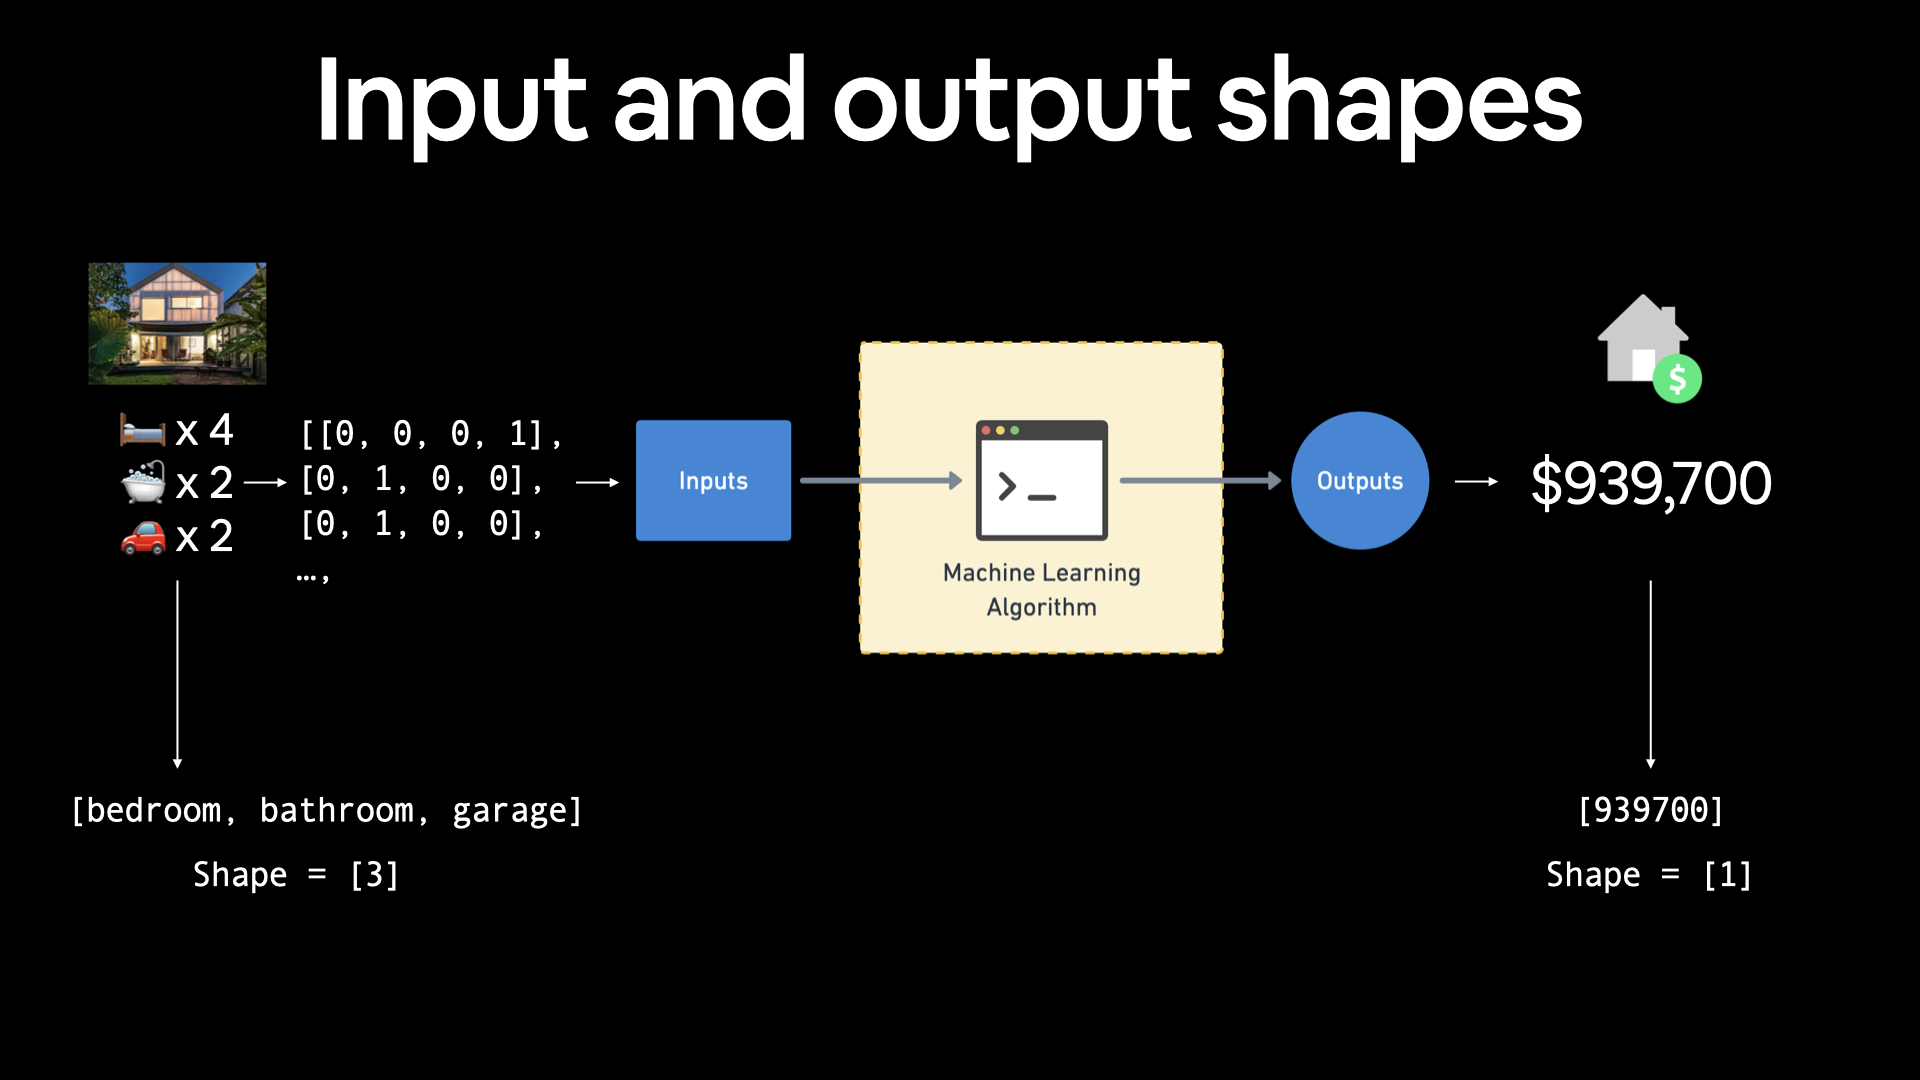 Input and output shapes
x 4
x 2
x 2
[[0, 0, 0, 1],
[0, 1, 0, 0],
[0, 1, 0, 0],
…,
Inputs
>_
Machine Learning
Algorithm
Outputs
$
$939,700
[bedroom, bathroom, garage]
Shape = [3]
[939700]
Shape = [1]